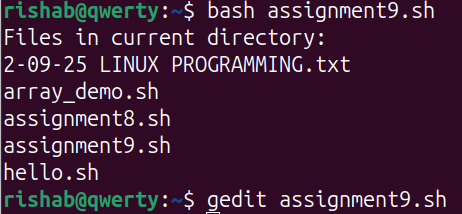 rishab@qwerty:~$ bash assignment9.sh
Files in current directory:
2-09-25 LINUX PROGRAMMING.txt
array_demo.sh
assignment8.sh
assignment9.sh
hello.sh
rishab@qwerty:~$ gedit assignment9.sh